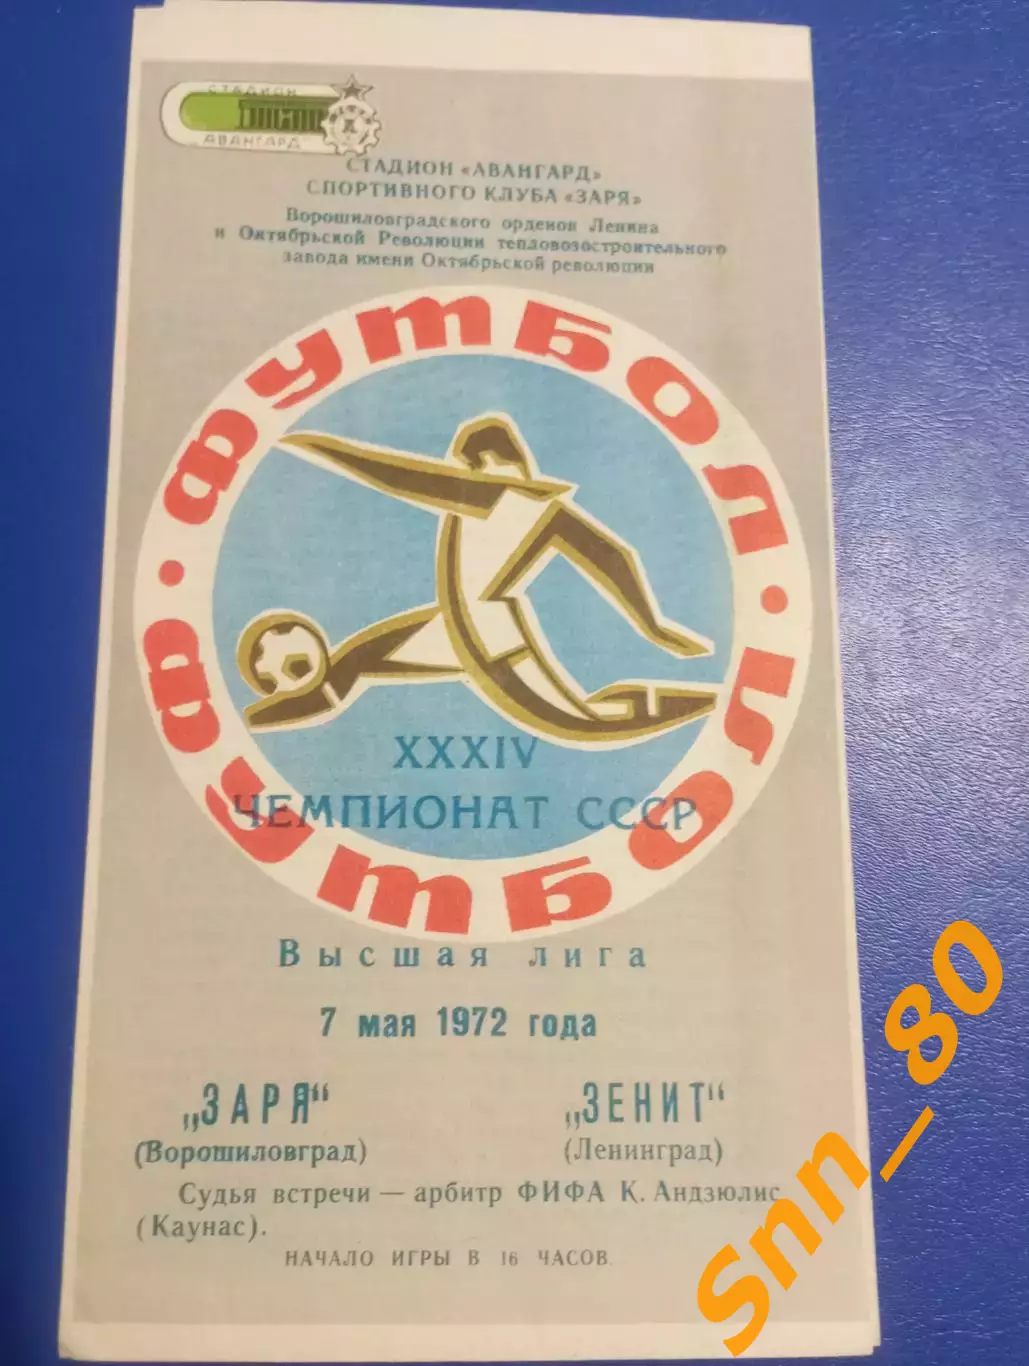 СТАДИОН
АВАНГАРД
СТАДИОН «АВАНГАРД»
СПОРТИВНОГО КЛУБА «ЗАРЯ»
Ворошиловградского орденов Ленина
и Октябрьской Революции тепловозостроительного
завода имени Октябрьской революции
ФУТБОЛ · ФУТБОЛ ·
XXXIV
ЧЕМПИОНАТ СССР
Высшая лига
7 мая 1972 года
„ЗАРЯ“ „ЗЕНИТ“
(Ворошиловград) (Ленинград)
Судья встречи — арбитр ФИФА К. Андзюлис
(Каунас).
НАЧАЛО ИГРЫ В 16 ЧАСОВ
Snn_80